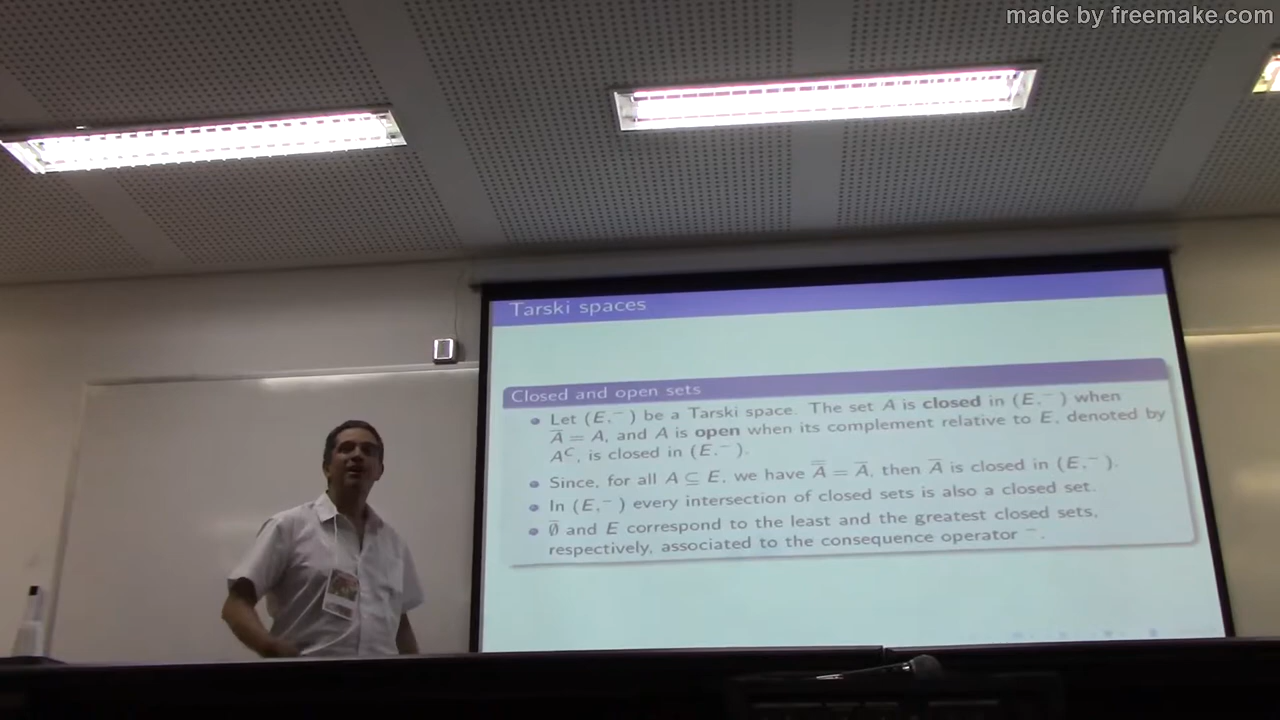 made by freemake.com
Tarski spaces
Closed and open sets
Let (E,⁻) be a Tarski space. The set A is closed in (E,⁻) when
A̅ = A, and A is open when its complement relative to E, denoted by
Aᶜ, is closed in (E,⁻).
Since, for all A ⊆ E, we have A̿ = A̅, then A̅ is closed in (E,⁻).
In (E,⁻) every intersection of closed sets is also a closed set.
∅̅ and E correspond to the least and the greatest closed sets,
respectively, associated to the consequence operator ⁻.